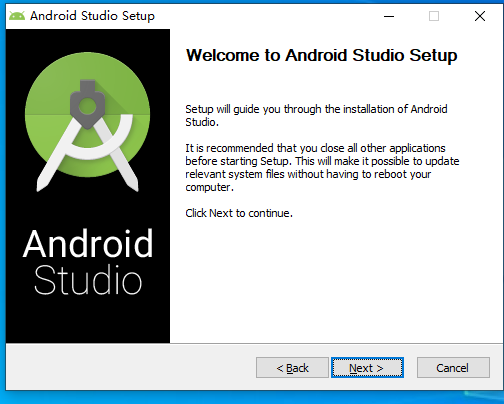 Android Studio Setup
Welcome to Android Studio Setup
Setup will guide you through the installation of Android
Studio.
It is recommended that you close all other applications
before starting Setup. This will make it possible to update
relevant system files without having to reboot your
computer.
Click Next to continue.
Android
Studio
< Back
Next >
Cancel